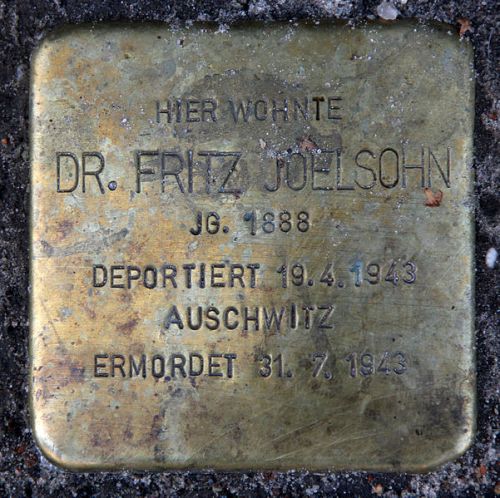 HIER WOHNTE
DR. FRITZ JOELSOHN
JG. 1888
DEPORTIERT 19.4.1943
AUSCHWITZ
ERMORDET 31. 7. 1943